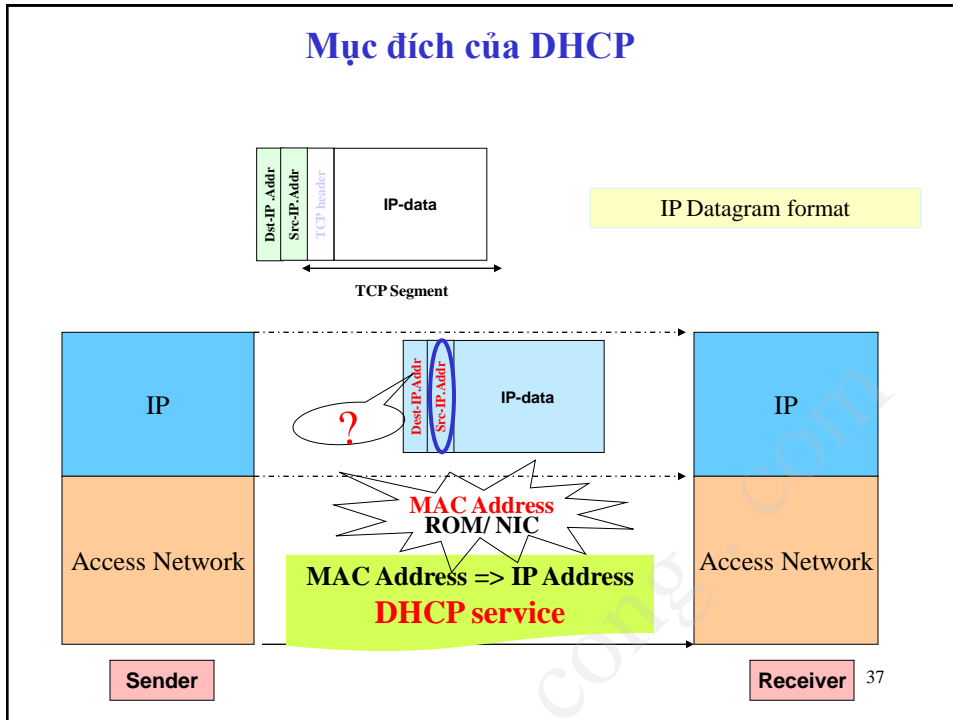 Mục đích của DHCP
Dst-IP .Addr
Src-IP.Addr
TCP header
IP-data
IP Datagram format
TCP Segment
IP
?
Dest-IP.Addr
Src-IP.Addr
IP-data
IP
MAC Address
ROM/ NIC
Access Network
MAC Address => IP Address
DHCP service
Access Network
Sender
Receiver
37
cong . com